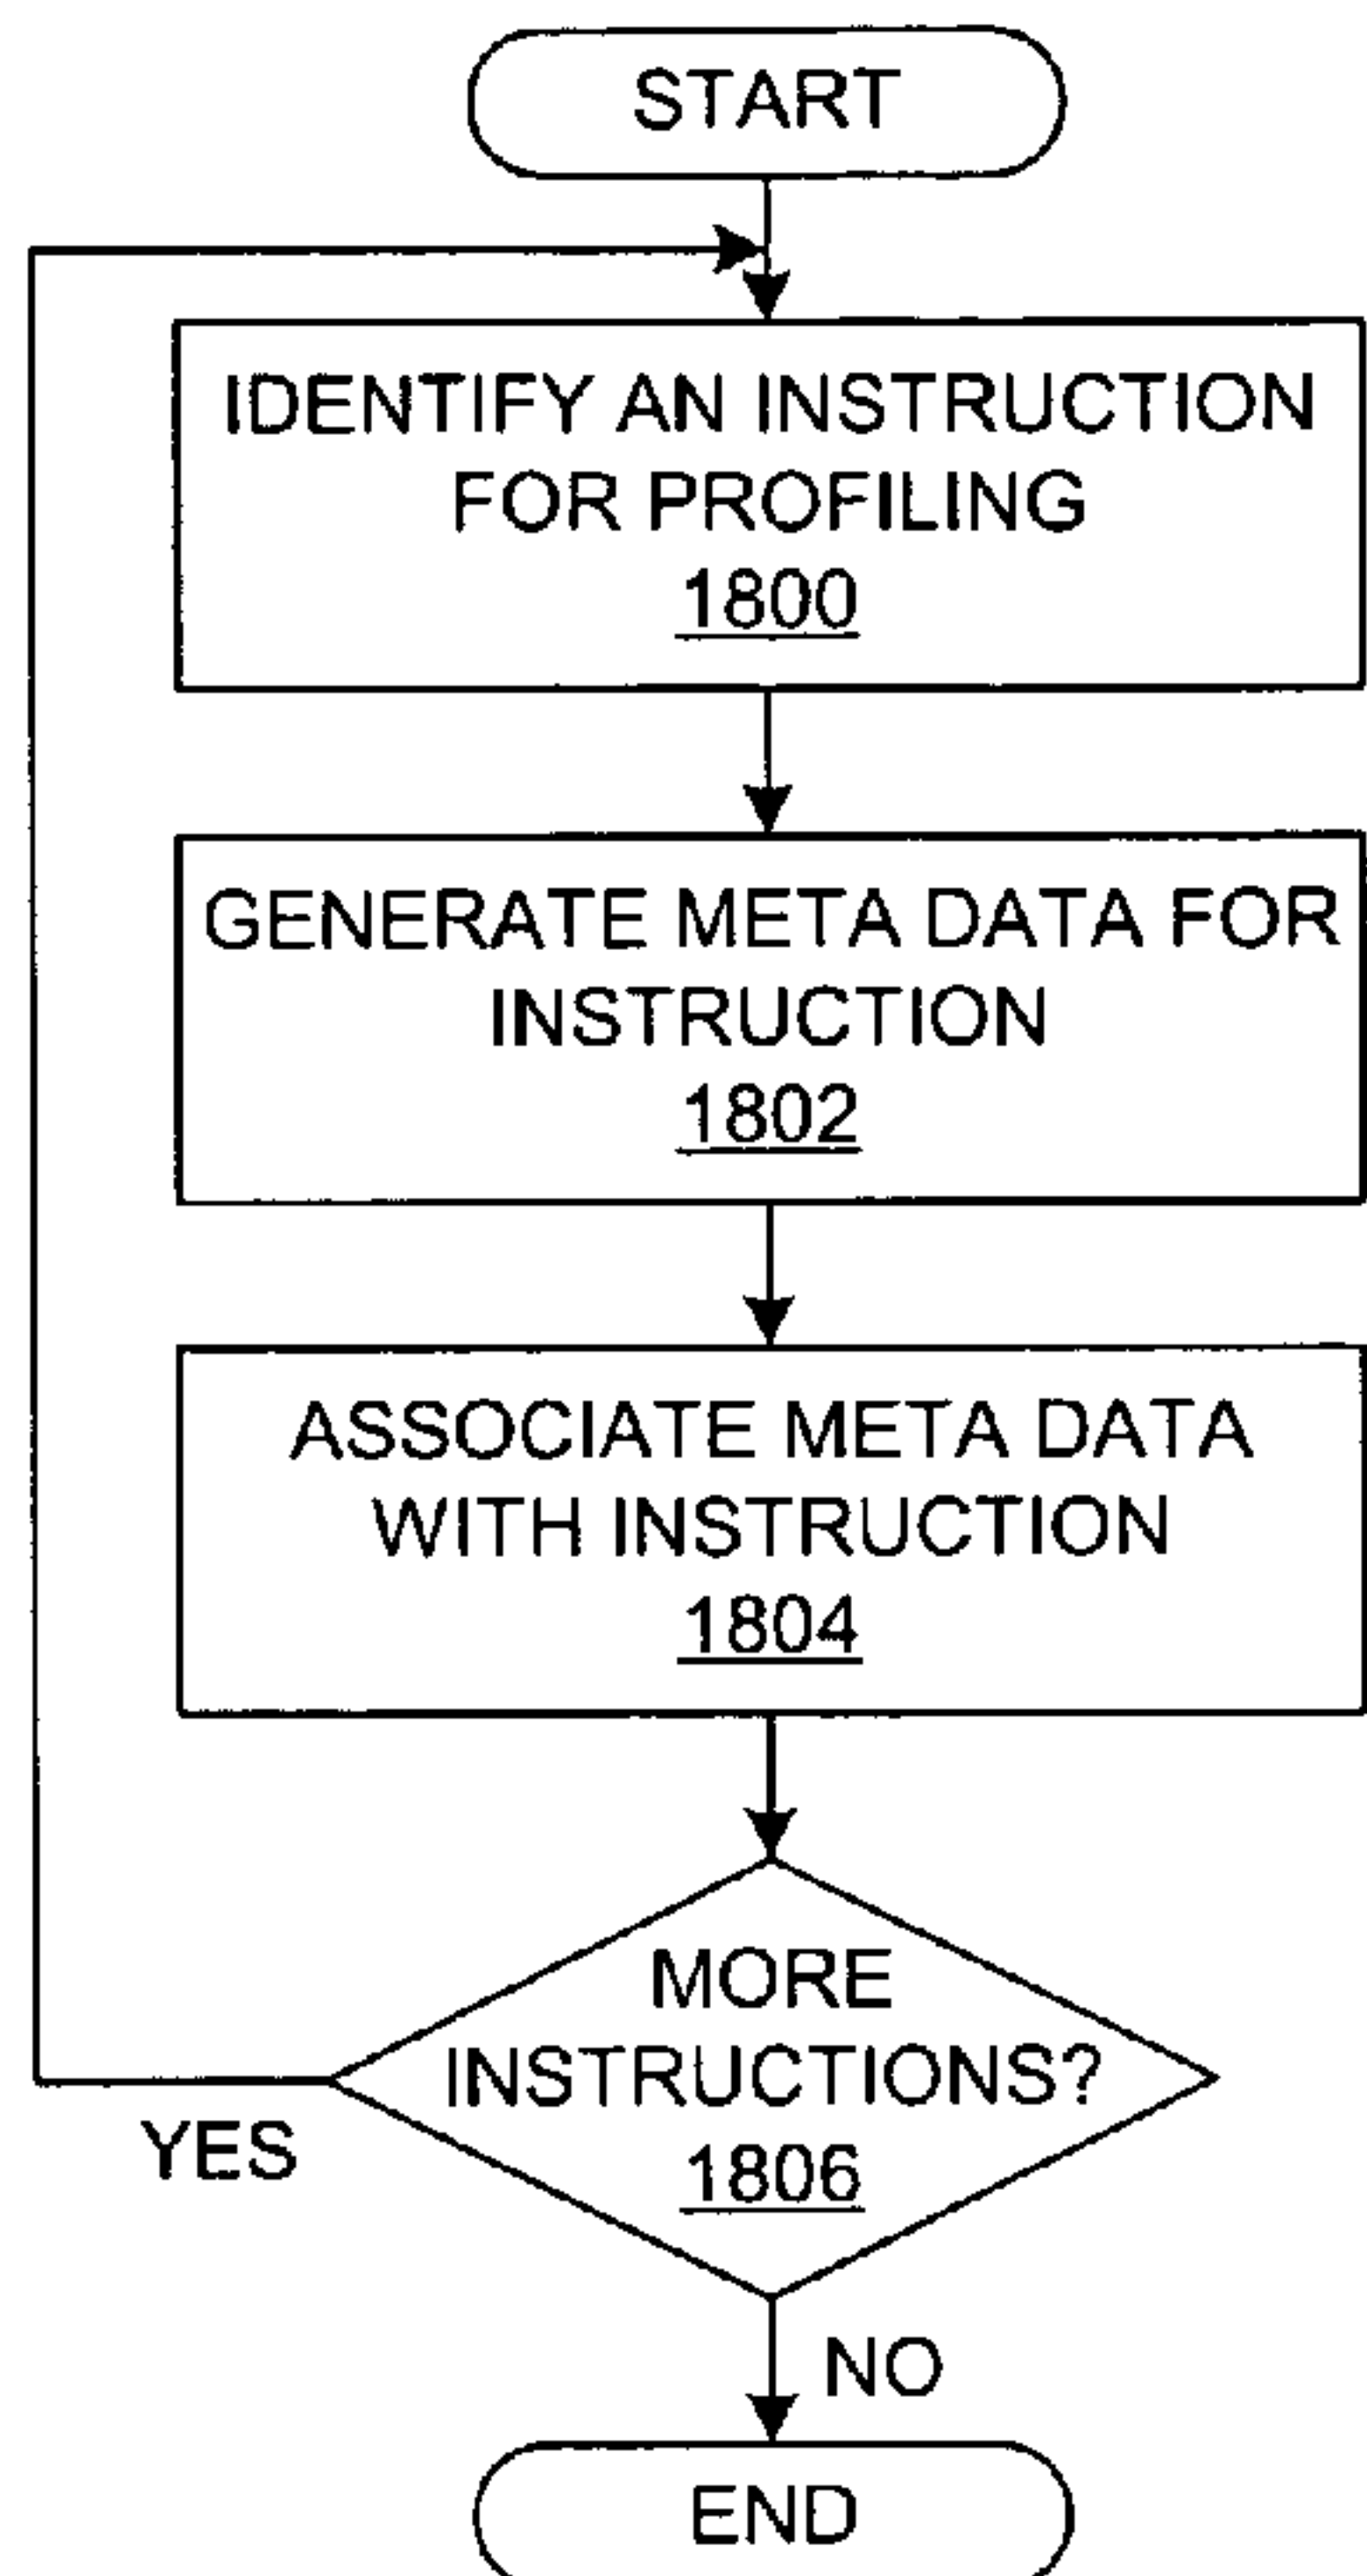 START
IDENTIFY AN INSTRUCTION
FOR PROFILING
1800
GENERATE META DATA FOR
INSTRUCTION
1802
ASSOCIATE META DATA
WITH INSTRUCTION
1804
MORE
INSTRUCTIONS?
1806
YES
NO
END